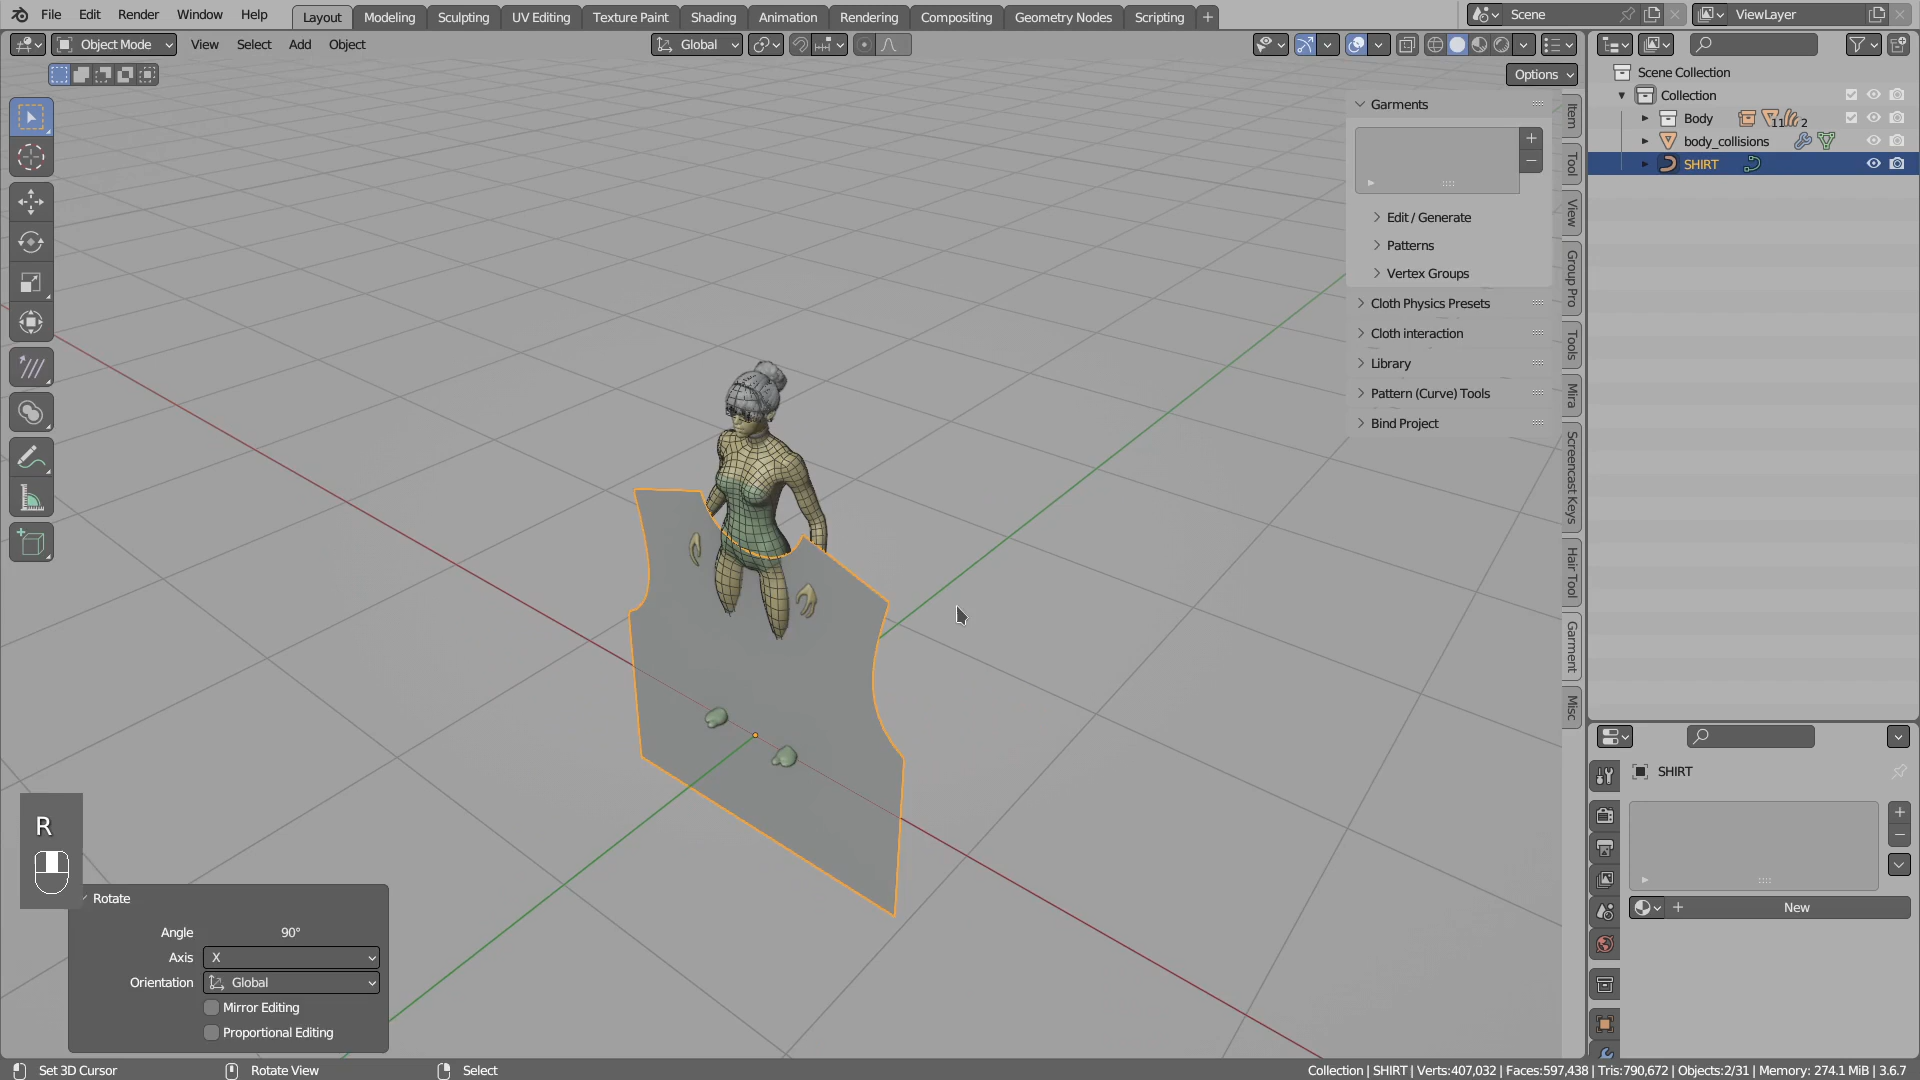 File Edit Render Window Help Layout Modeling Sculpting UV Editing Texture Paint Shading Animation Rendering Compositing Geometry Nodes Scripting + Scene ViewLayer
Object Mode View Select Add Object Global
Options
Scene Collection
Collection
Body 11 2
body_collisions
SHIRT
Garments
Edit / Generate
Patterns
Vertex Groups
Cloth Physics Presets
Cloth interaction
Library
Pattern (Curve) Tools
Bind Project
Item
Tool
View
Group Pro
Tools
Mira
Screencast Keys
Hair Tool
Garment
Misc
SHIRT
New
R
Rotate
Angle 90°
Axis X
Orientation Global
Mirror Editing
Proportional Editing
Set 3D Cursor Rotate View Select Collection | SHIRT | Verts:407,032 | Faces:597,438 | Tris:790,672 | Objects:2/31 | Memory: 274.1 MiB | 3.6.7